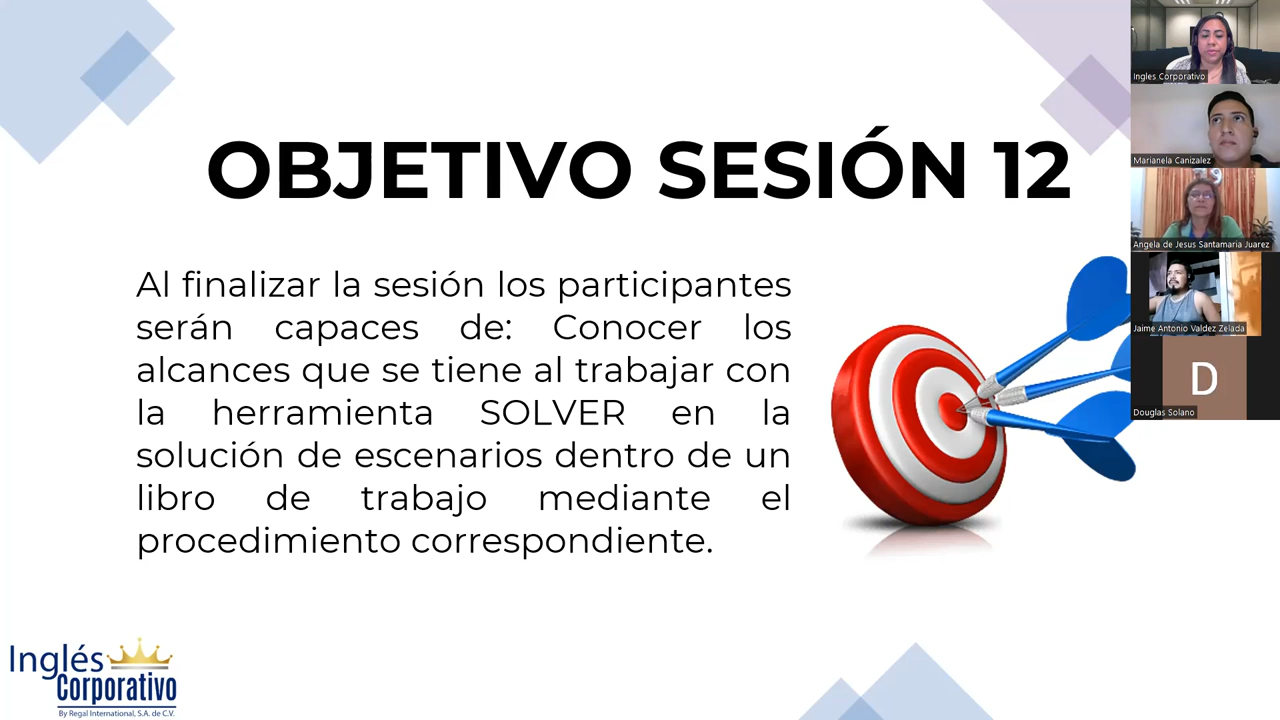 OBJETIVO SESIÓN 12
Al finalizar la sesión los participantes
serán capaces de: Conocer los
alcances que se tiene al trabajar con
la herramienta SOLVER en la
solución de escenarios dentro de un
libro de trabajo mediante el
procedimiento correspondiente.
Inglés
Corporativo
By Regal International, S.A. de C.V.
Ingles Corporativo
Marianela Canizalez
Angela de Jesus Santamaria Juarez
Jaime Antonio Valdez Zelada
D
Douglas Solano